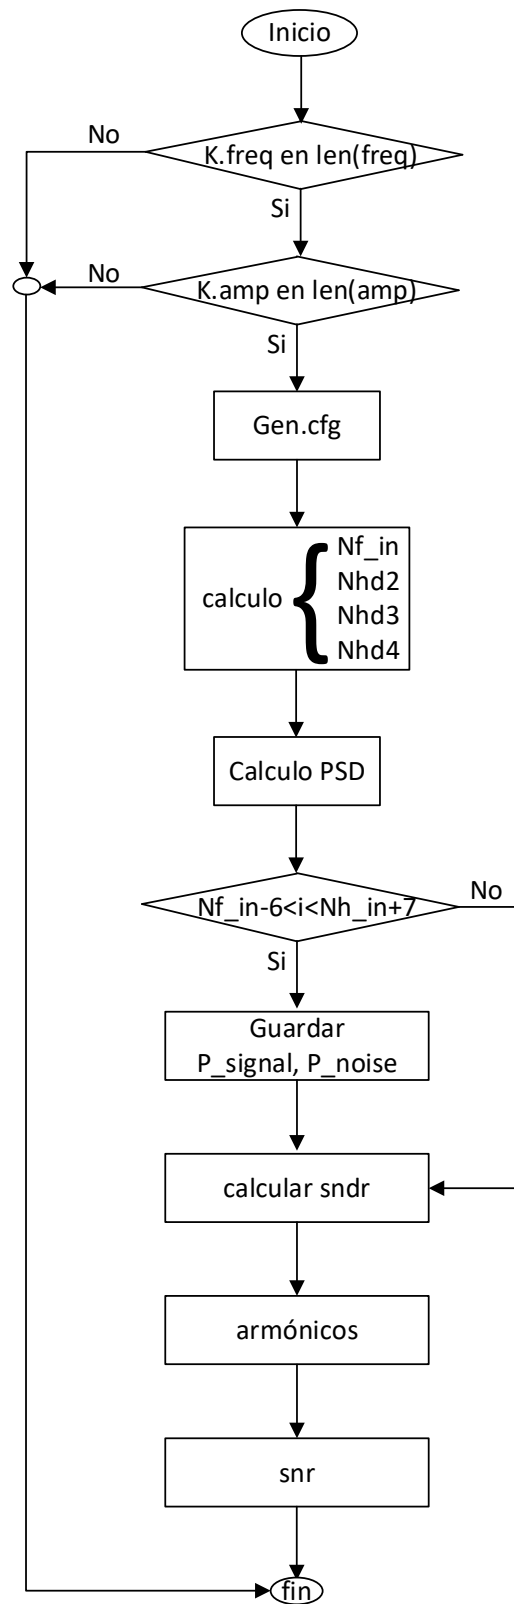 Inicio
No
K.freq en len(freq)
Si
No
K.amp en len(amp)
Si
Gen.cfg
calculo
Nf_in
Nhd2
Nhd3
Nhd4
Calculo PSD
Nf_in-6<i<Nh_in+7
No
Si
Guardar
P_signal, P_noise
calcular sndr
armónicos
snr
fin